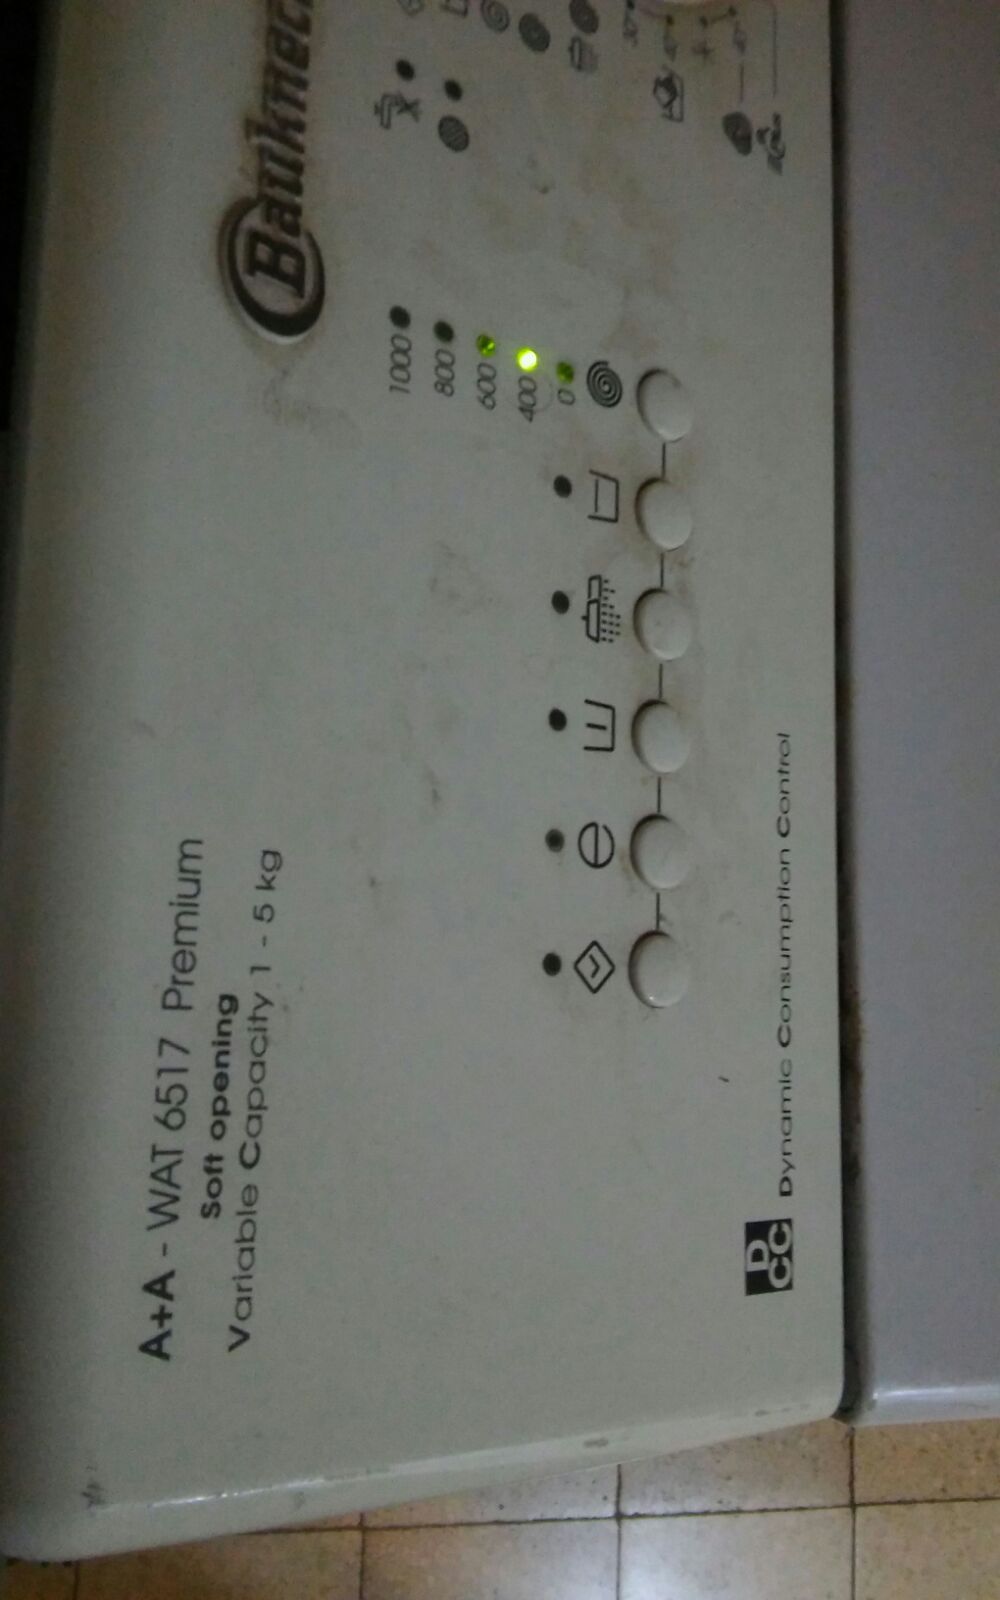 Bauknecht
A+A - WAT 6517 Premium
Soft opening
Variable Capacity 1 - 5 kg
1000
800
600
400
0
DCC Dynamic Consumption Control